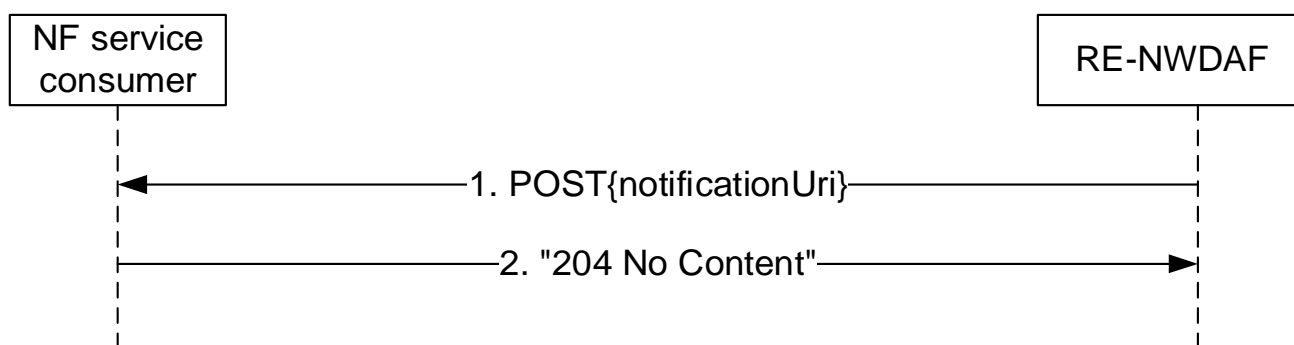 NF service
consumer
RE-NWDAF
1. POST{notificationUri}
2. "204 No Content"